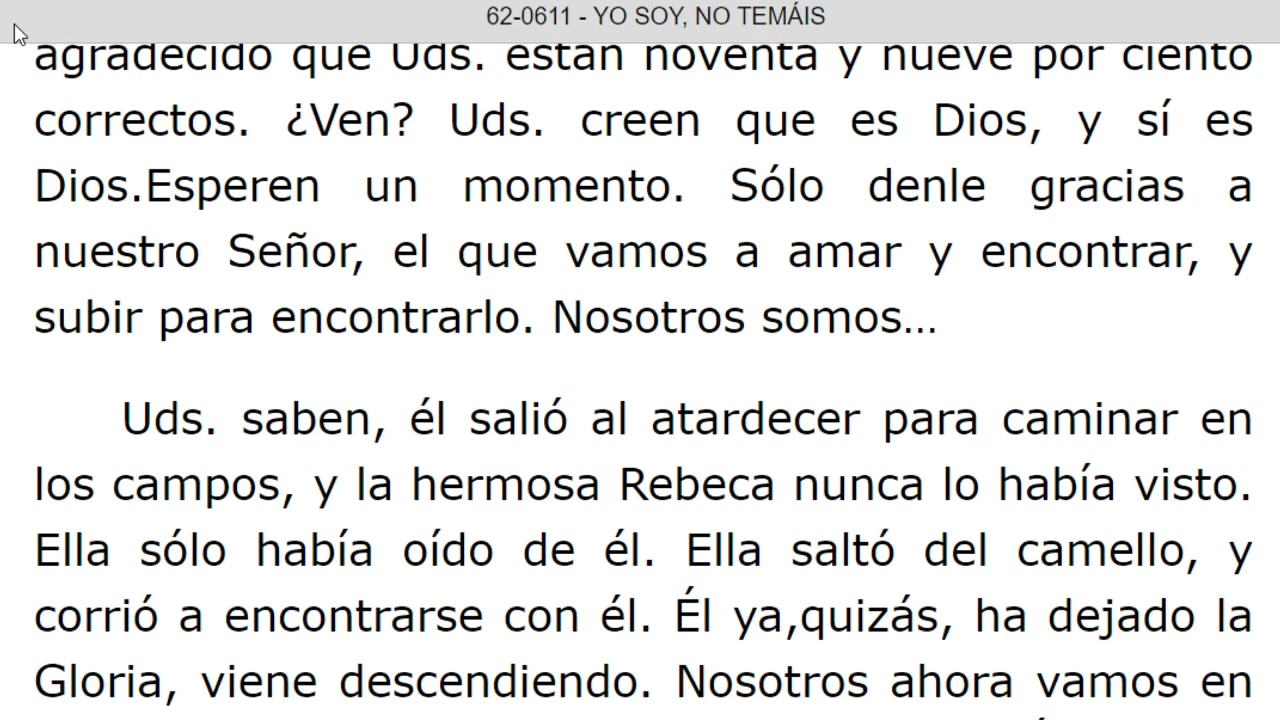 62-0611 - YO SOY, NO TEMÁIS
agradecido que Uds. están noventa y nueve por ciento
correctos. ¿Ven? Uds. creen que es Dios, y sí es
Dios.Esperen un momento. Sólo denle gracias a
nuestro Señor, el que vamos a amar y encontrar, y
subir para encontrarlo. Nosotros somos...
Uds. saben, él salió al atardecer para caminar en
los campos, y la hermosa Rebeca nunca lo había visto.
Ella sólo había oído de él. Ella saltó del camello, y
corrió a encontrarse con él. Él ya,quizás, ha dejado la
Gloria, viene descendiendo. Nosotros ahora vamos en